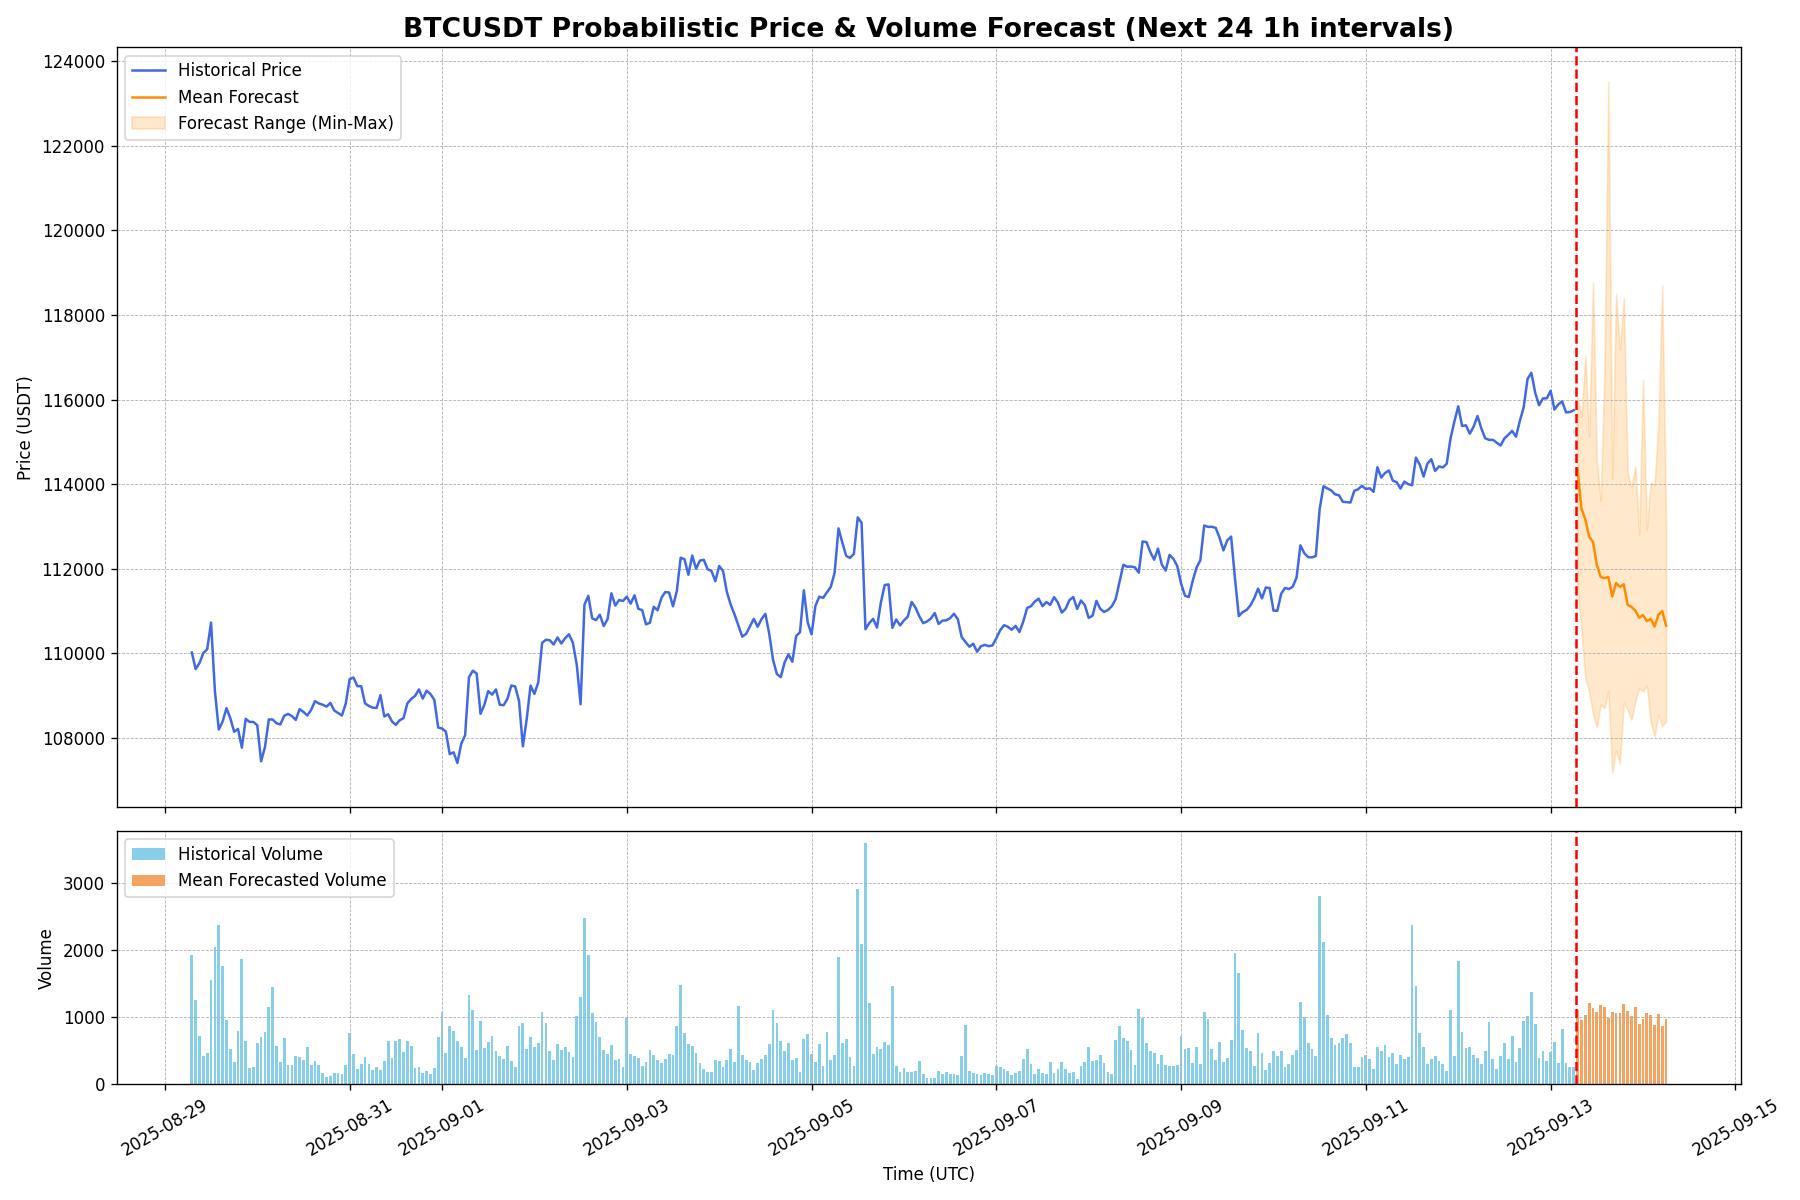 BTCUSDT Probabilistic Price & Volume Forecast (Next 24 1h intervals)
Historical Price
Mean Forecast
Forecast Range (Min-Max)
Price (USDT)
124000
122000
120000
118000
116000
114000
112000
110000
108000
Historical Volume
Mean Forecasted Volume
Volume
3000
2000
1000
0
2025-08-29
2025-08-31
2025-09-01
2025-09-03
2025-09-05
2025-09-07
2025-09-09
2025-09-11
2025-09-13
2025-09-15
Time (UTC)